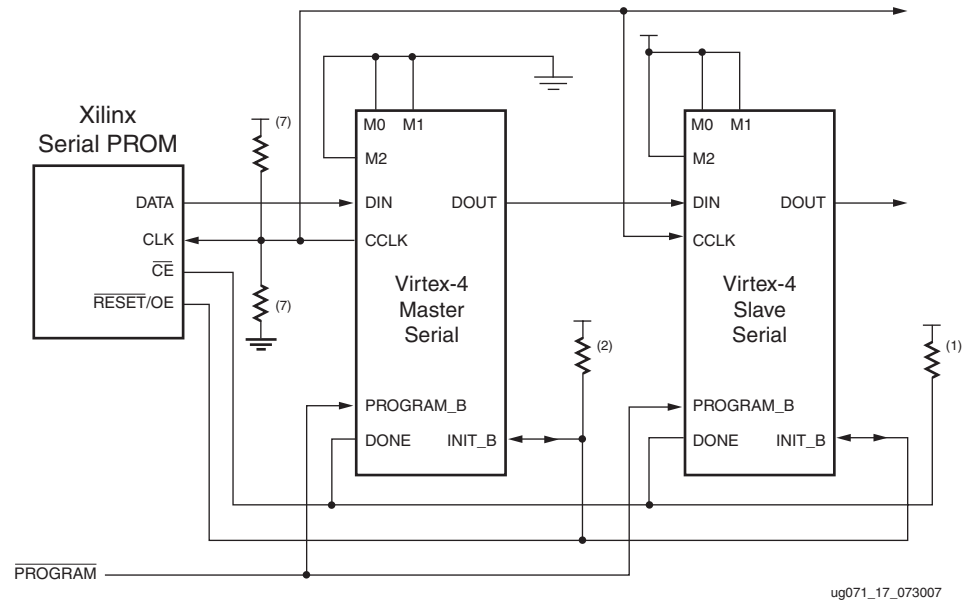 Xilinx
Serial PROM
DATA
CLK
CE
RESET/OE
(7)
(7)
M0 M1
M2
DIN DOUT
CCLK
Virtex-4
Master
Serial
PROGRAM_B
DONE INIT_B
(2)
M0 M1
M2
DIN DOUT
CCLK
Virtex-4
Slave
Serial
PROGRAM_B
DONE INIT_B
(1)
PROGRAM
ug071_17_073007